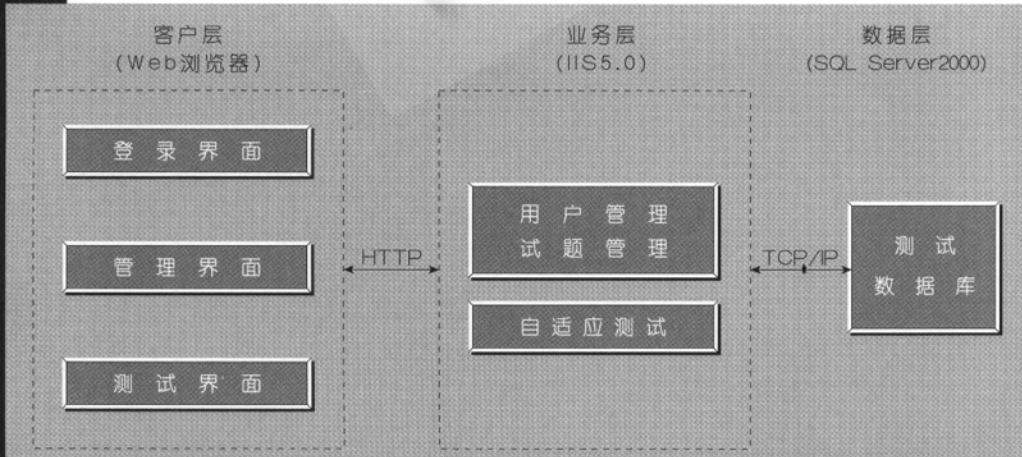 客户层
(Web浏览器)
登录界面
管理界面
测试界面
HTTP
业务层
(IIS5.0)
用户管理
试题管理
自适应测试
TCP/IP
数据层
(SQL Server2000)
测试
数据库